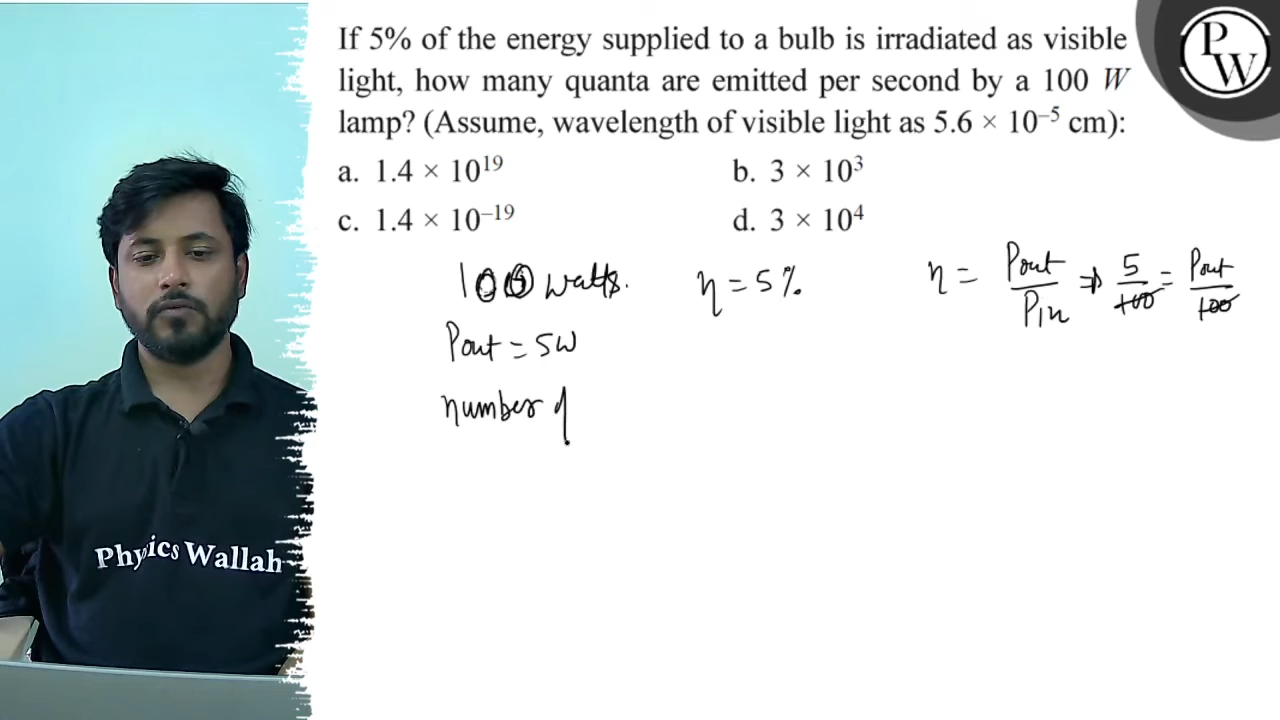 If 5% of the energy supplied to a bulb is irradiated as visible
light, how many quanta are emitted per second by a 100 W
lamp? (Assume, wavelength of visible light as 5.6 × 10⁻⁵ cm):
a. 1.4 × 10¹⁹ b. 3 × 10³
c. 1.4 × 10⁻¹⁹ d. 3 × 10⁴
100 watts. η = 5% η = Pout/PIn ⇒ 5/100 = Pout/100
Pout = 5W
number of
Physics Wallah
PW